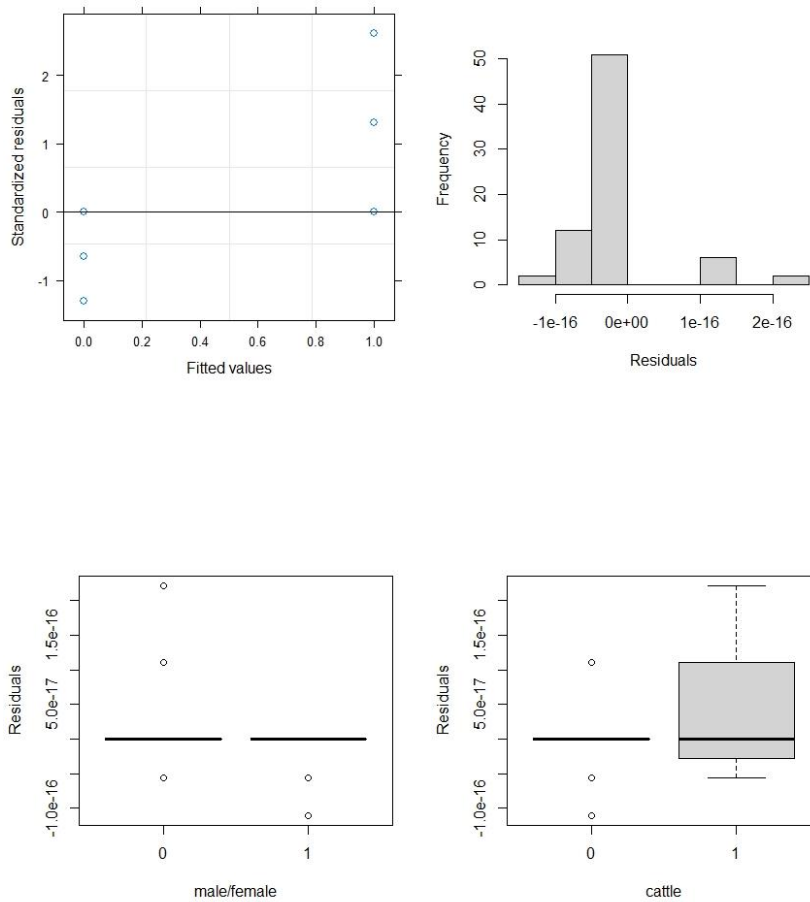 Standardized residuals
2
1
0
-1
0.0 0.2 0.4 0.6 0.8 1.0
Fitted values
Frequency
50
40
30
20
10
0
-1e-16 0e+00 1e-16 2e-16
Residuals
Residuals
1.5e-16
5.0e-17
-1.0e-16
0 1
male/female
Residuals
1.5e-16
5.0e-17
-1.0e-16
0 1
cattle